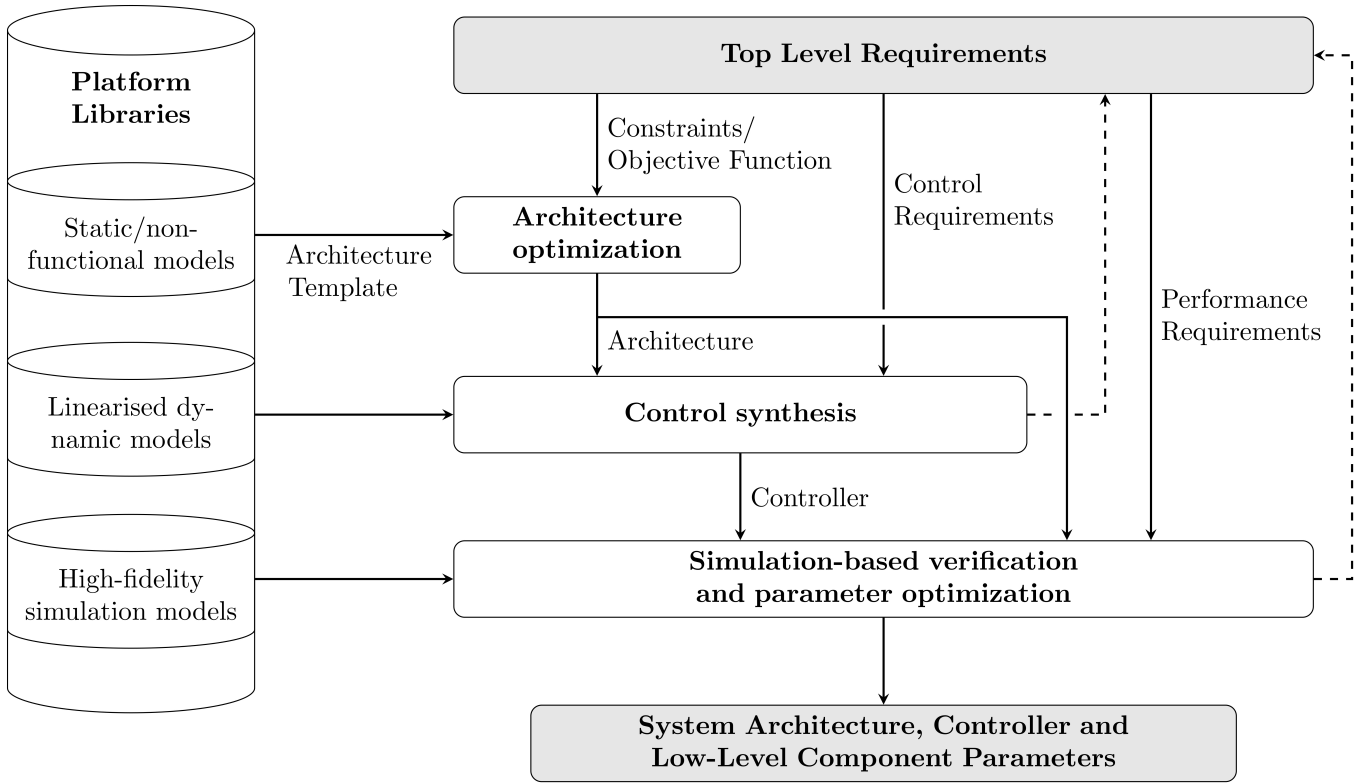 Platform
Libraries
Static/non-
functional models
Linearised dy-
namic models
High-fidelity
simulation models
Top Level Requirements
Constraints/
Objective Function
Control
Requirements
Architecture
optimization
Architecture
Template
Performance
Requirements
Architecture
Control synthesis
Controller
Simulation-based verification
and parameter optimization
System Architecture, Controller and
Low-Level Component Parameters